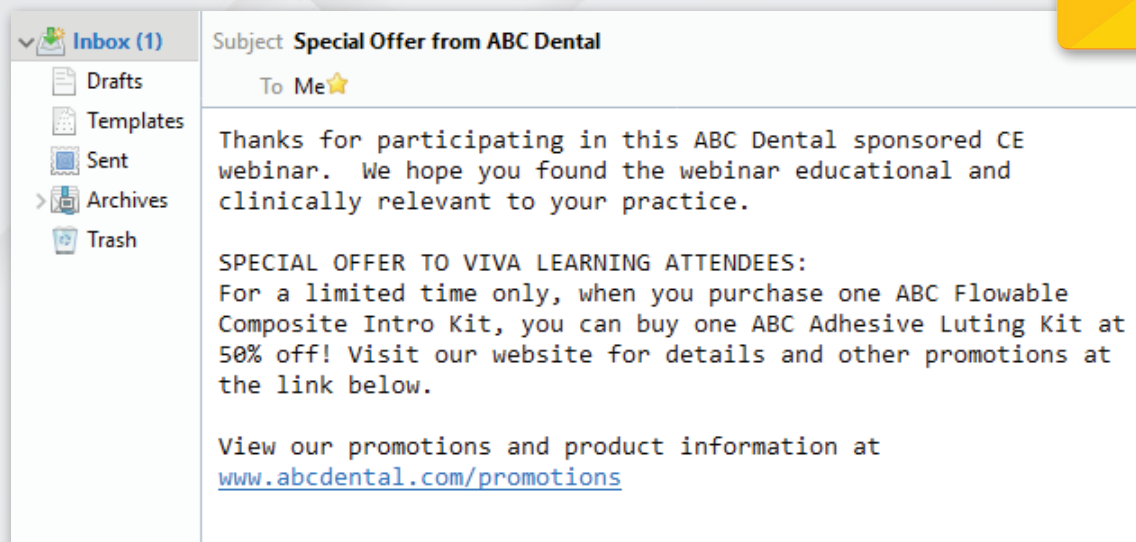 Inbox (1)
Drafts
Templates
Sent
Archives
Trash
Subject Special Offer from ABC Dental
To Me
Thanks for participating in this ABC Dental sponsored CE
webinar.  We hope you found the webinar educational and
clinically relevant to your practice.
SPECIAL OFFER TO VIVA LEARNING ATTENDEES:
For a limited time only, when you purchase one ABC Flowable
Composite Intro Kit, you can buy one ABC Adhesive Luting Kit at
50% off! Visit our website for details and other promotions at
the link below.
View our promotions and product information at
www.abcdental.com/promotions